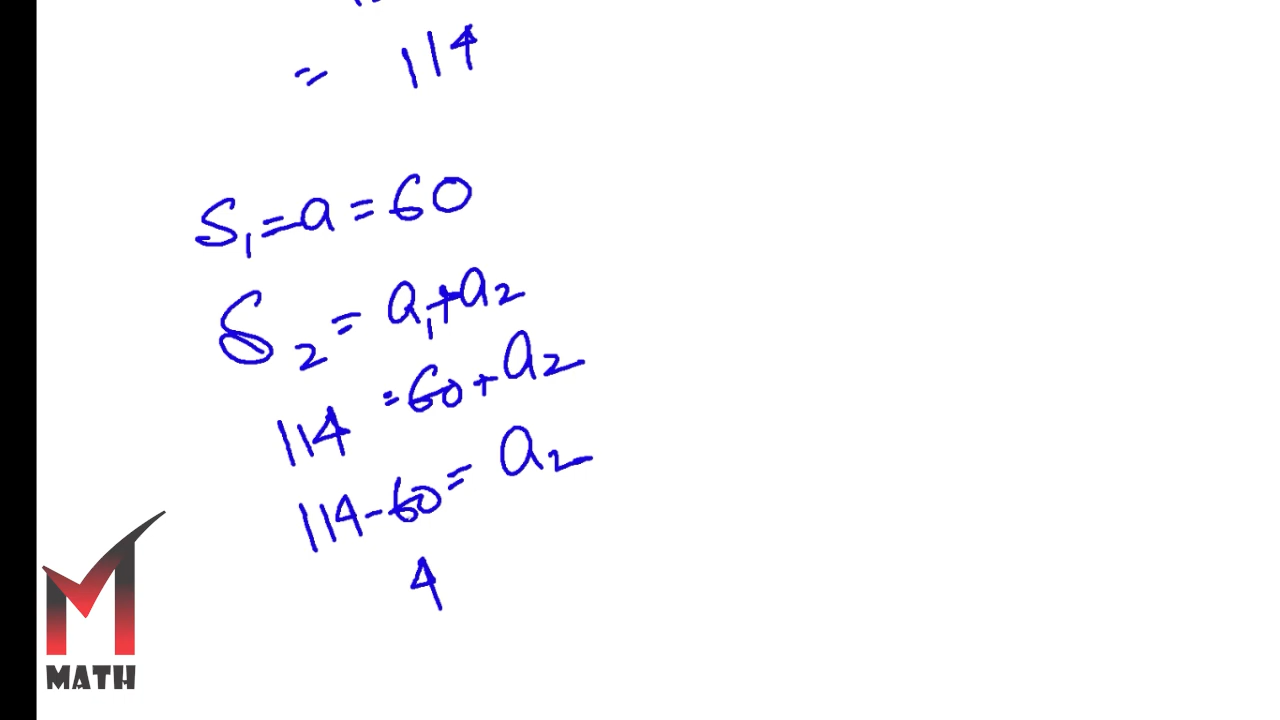 = 114
S₁ = a = 60
S₂ = a₁ + a₂
114 = 60 + a₂
114 - 60 = a₂
4
MATH